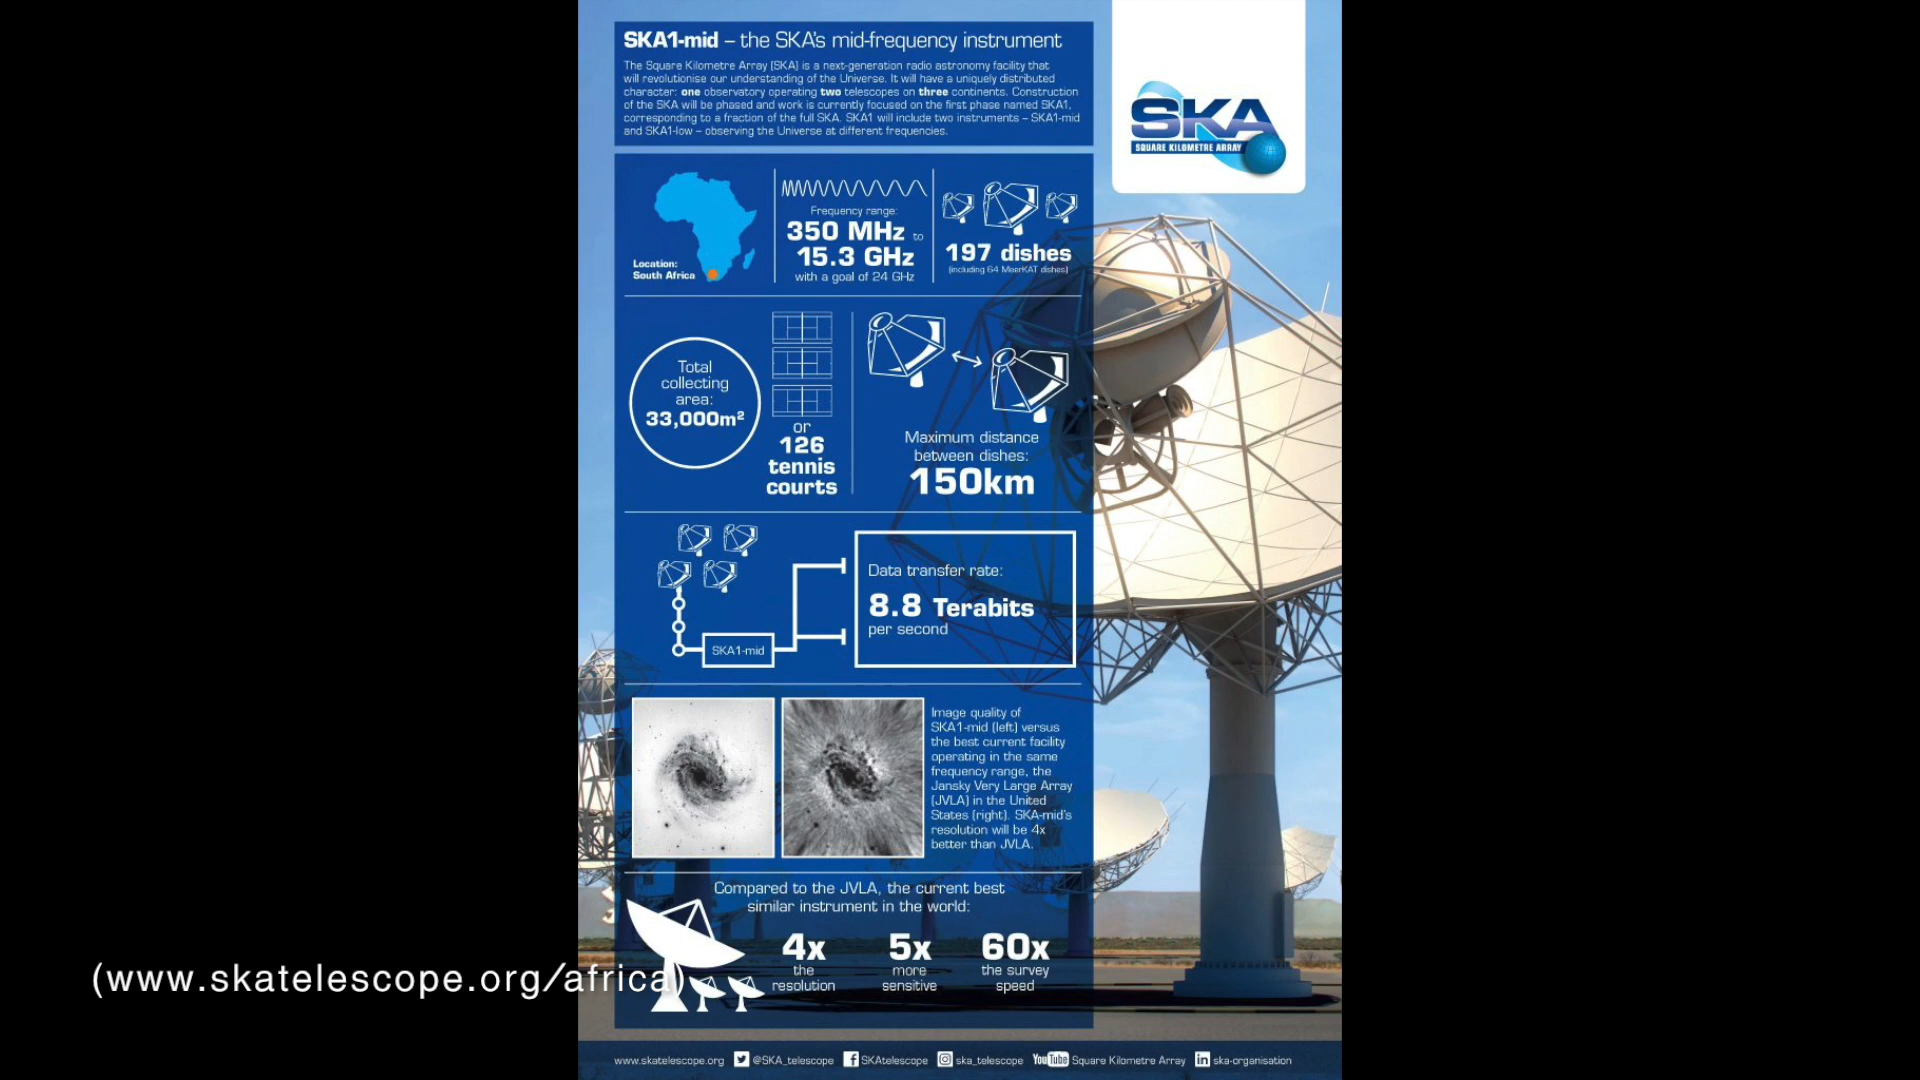 SKA1-mid – the SKA's mid-frequency instrument
The Square Kilometre Array (SKA) is a next-generation radio astronomy facility that
will revolutionise our understanding of the Universe. It will have a uniquely distributed
character: one observatory operating two telescopes on three continents. Construction
of the SKA will be phased and work is currently focused on the first phase named SKA1,
corresponding to a fraction of the full SKA. SKA1 will include two instruments – SKA1-mid
and SKA1-low – observing the Universe at different frequencies.
SKA
SQUARE KILOMETRE ARRAY
Location:
South Africa
Frequency range:
350 MHz to
15.3 GHz
with a goal of 24 GHz
197 dishes
(including 64 MeerKAT dishes)
Total
collecting
area:
33,000m²
or
126
tennis
courts
Maximum distance
between dishes:
150km
SKA1-mid
Data transfer rate:
8.8 Terabits
per second
Image quality of
SKA1-mid (left) versus
the best current facility
operating in the same
frequency range, the
Jansky Very Large Array
(JVLA) in the United
States (right). SKA-mid's
resolution will be 4x
better than JVLA.
Compared to the JVLA, the current best
similar instrument in the world:
4x
the
resolution
5x
more
sensitive
60x
the survey
speed
(www.skatelescope.org/africa)
www.skatelescope.org @SKA_telescope SKAtelescope ska_telescope YouTube Square Kilometre Array in ska-organisation